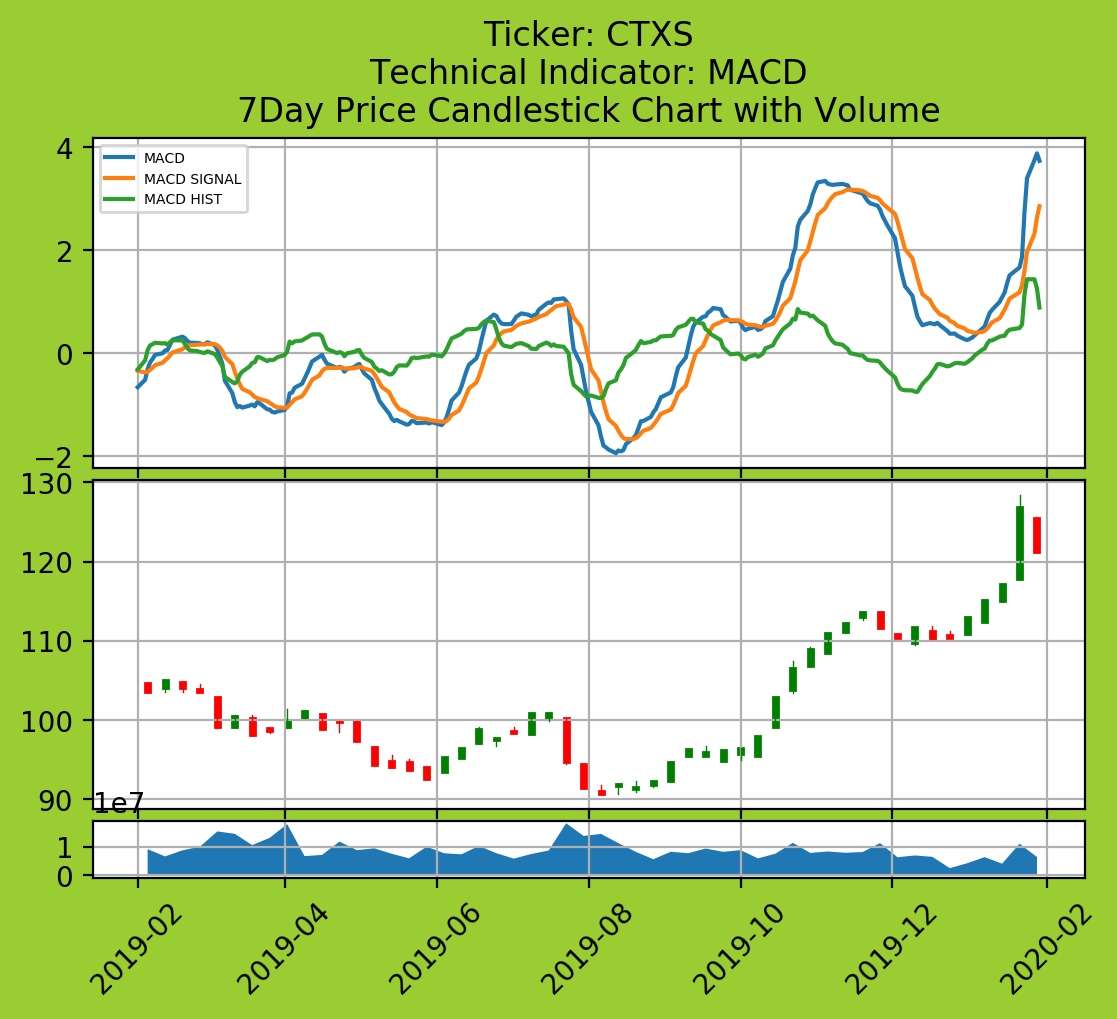 Ticker: CTXS
Technical Indicator: MACD
7Day Price Candlestick Chart with Volume
4
2
0
−2
MACD
MACD SIGNAL
MACD HIST
130
120
110
100
90
1e7
1
0
2019-02
2019-04
2019-06
2019-08
2019-10
2019-12
2020-02